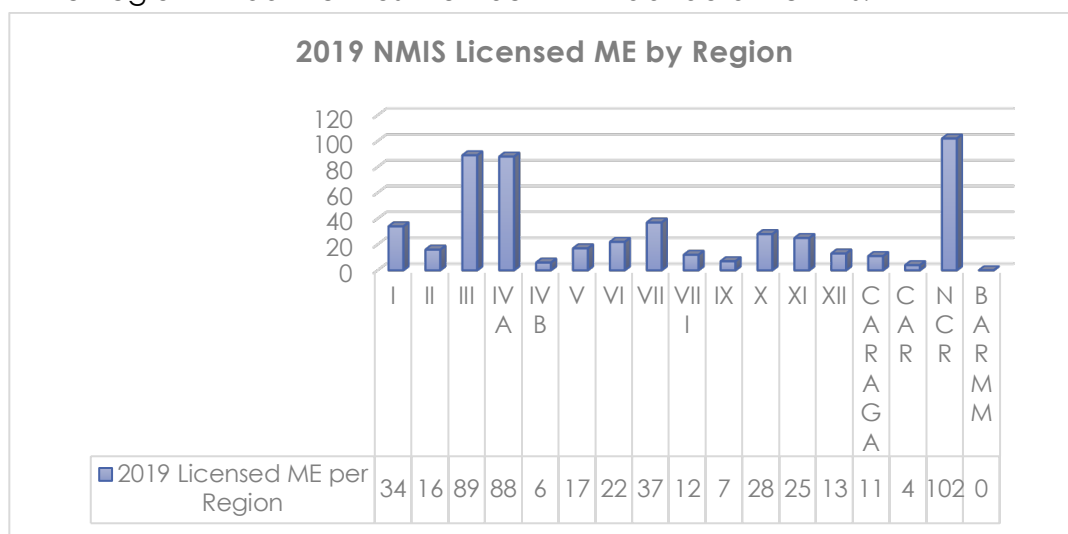 2019 NMIS Licensed ME by Region
120
100
80
60
40
20
0
I II III IV A IV B V VI VII VII I IX X XI XII CARAGA CAR NCR BARMM
2019 Licensed ME per Region 34 16 89 88 6 17 22 37 12 7 28 25 13 11 4 102 0